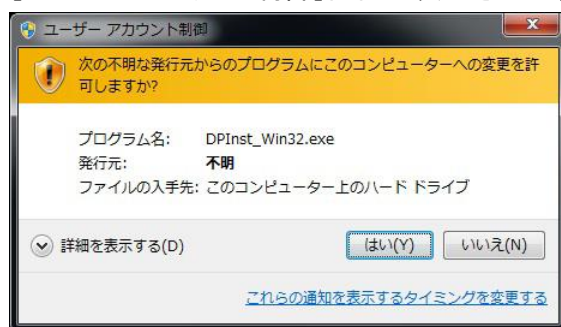 ユーザー アカウント制御
次の不明な発行元からのプログラムにこのコンピューターへの変更を許
可しますか?
プログラム名: DPInst_Win32.exe
発行元: 不明
ファイルの入手先: このコンピューター上のハード ドライブ
詳細を表示する(D) はい(Y) いいえ(N)
これらの通知を表示するタイミングを変更する